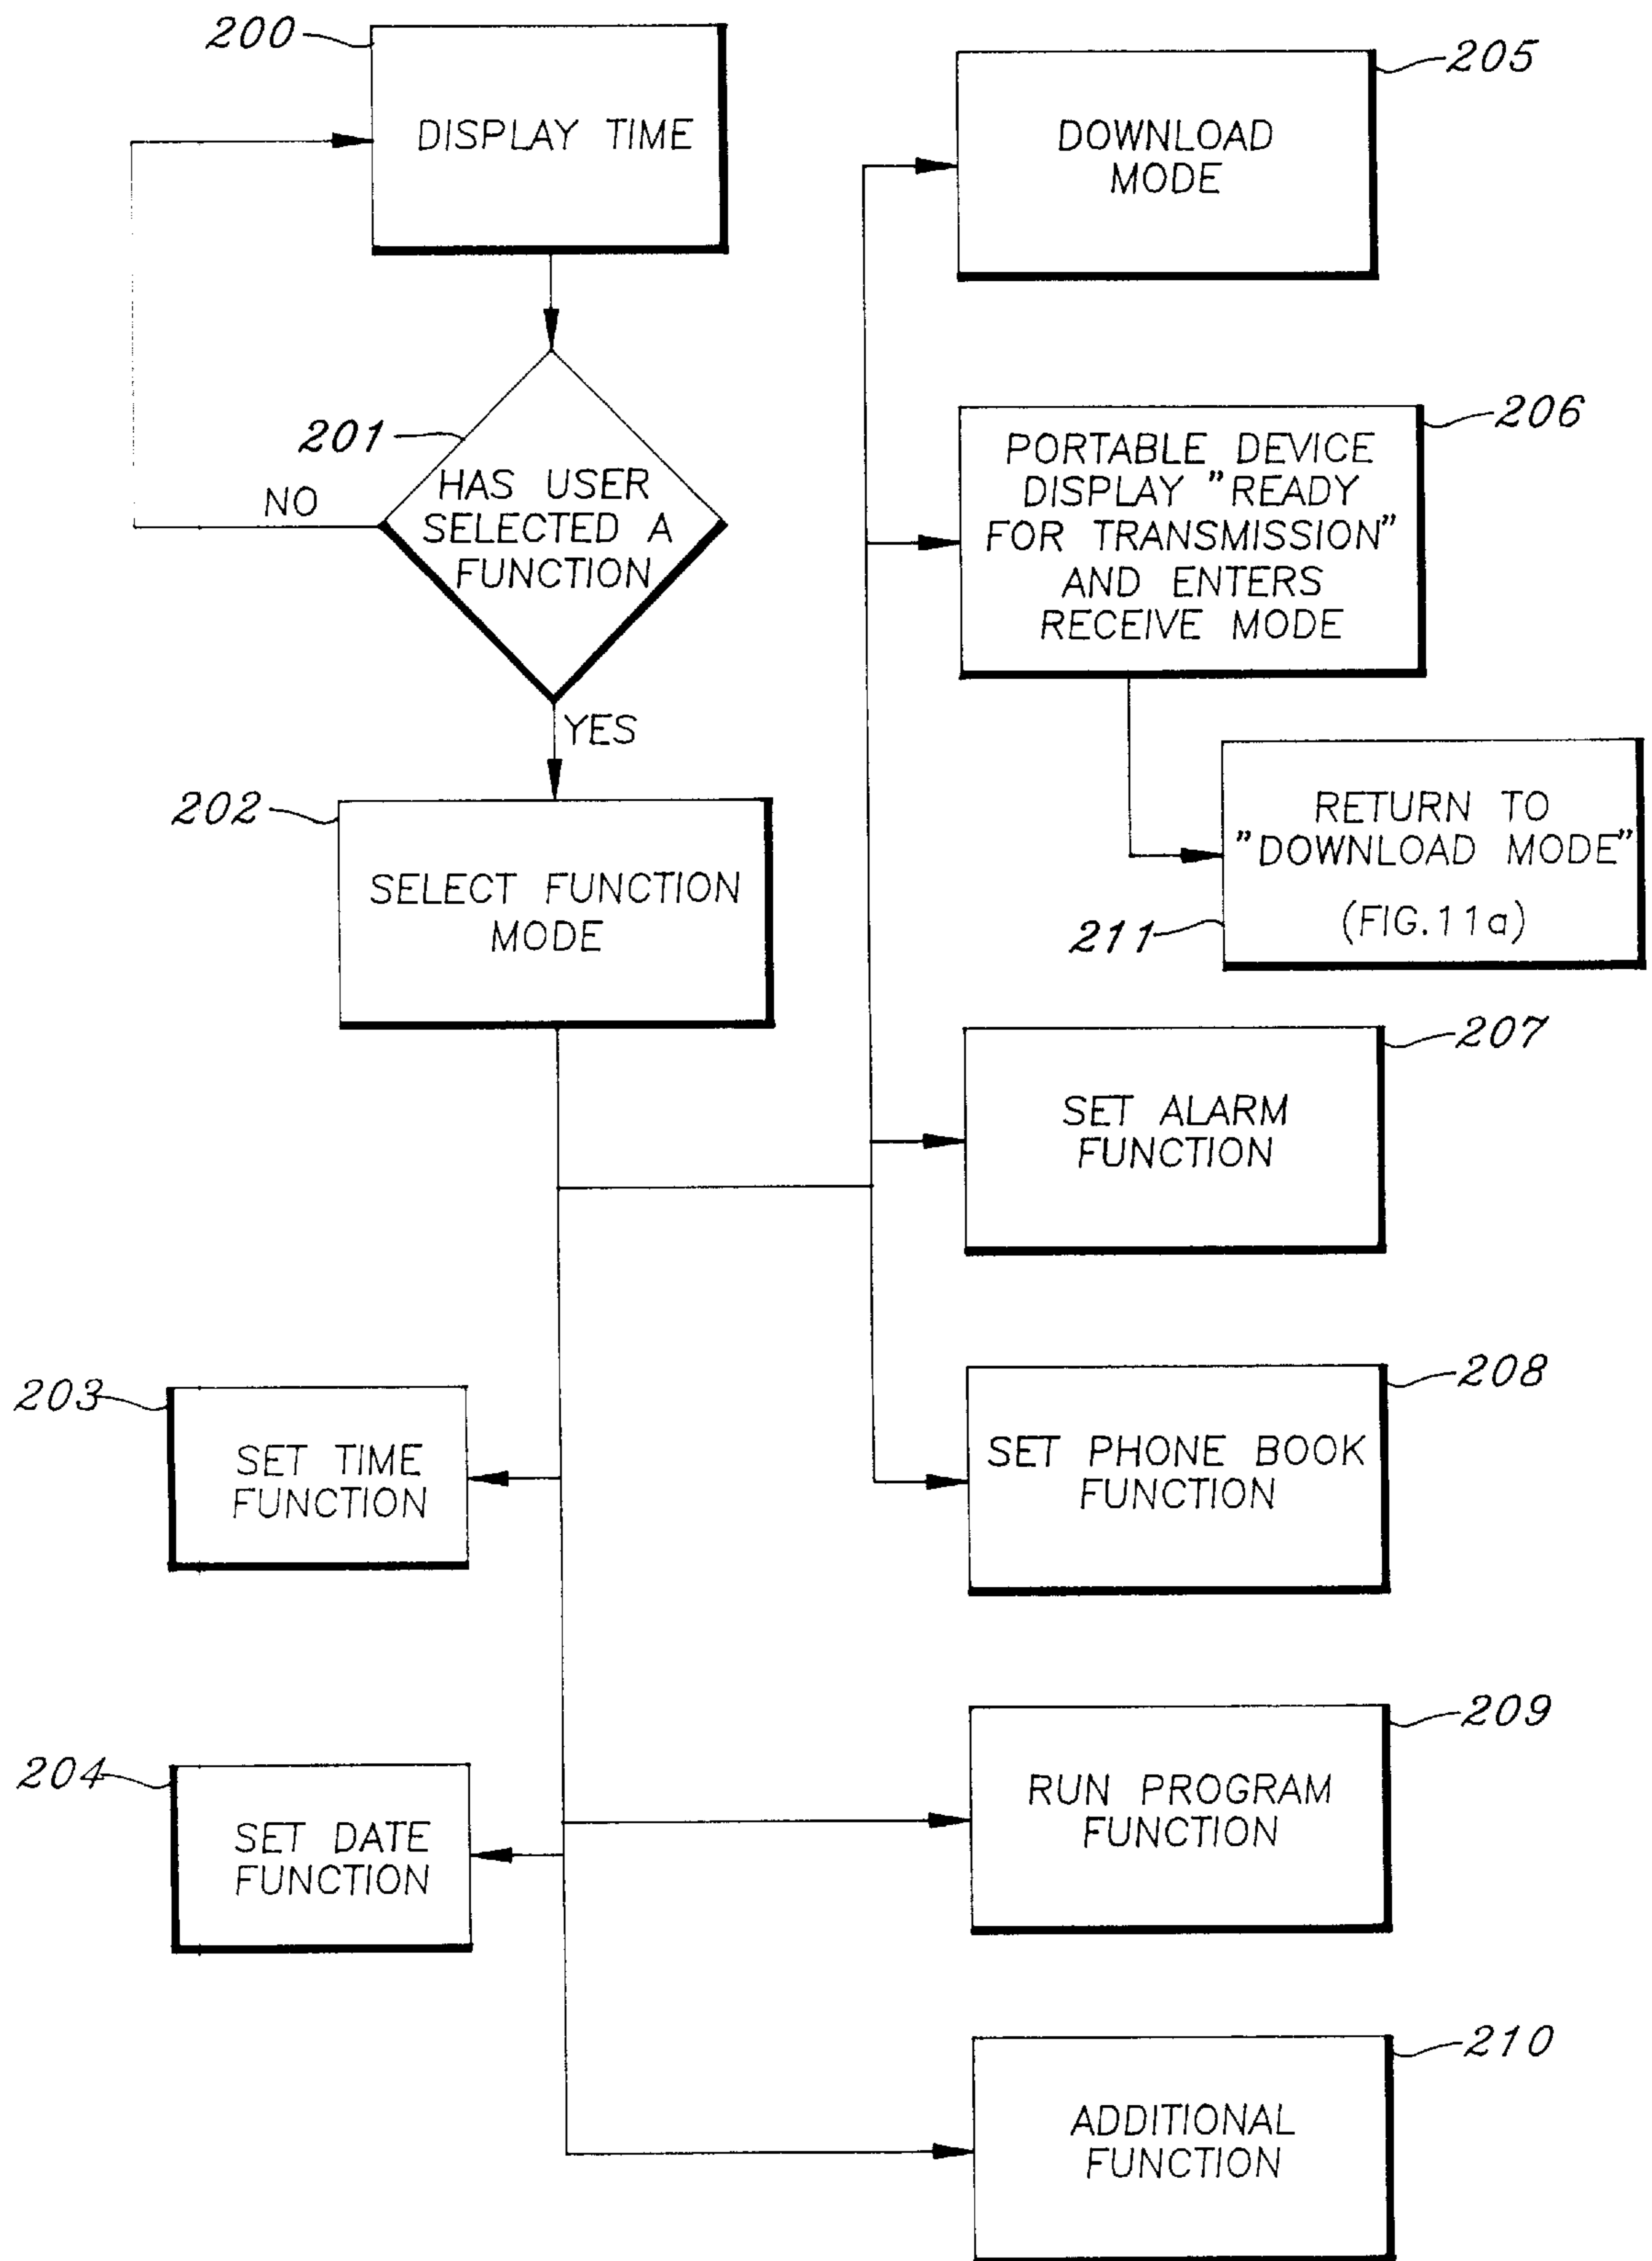 200
DISPLAY TIME
201
HAS USER
SELECTED A
FUNCTION
NO
YES
202
SELECT FUNCTION
MODE
203
SET TIME
FUNCTION
204
SET DATE
FUNCTION
205
DOWNLOAD
MODE
206
PORTABLE DEVICE
DISPLAY "READY
FOR TRANSMISSION"
AND ENTERS
RECEIVE MODE
RETURN TO
"DOWNLOAD MODE"
(FIG.11a)
211
207
SET ALARM
FUNCTION
208
SET PHONE BOOK
FUNCTION
209
RUN PROGRAM
FUNCTION
210
ADDITIONAL
FUNCTION